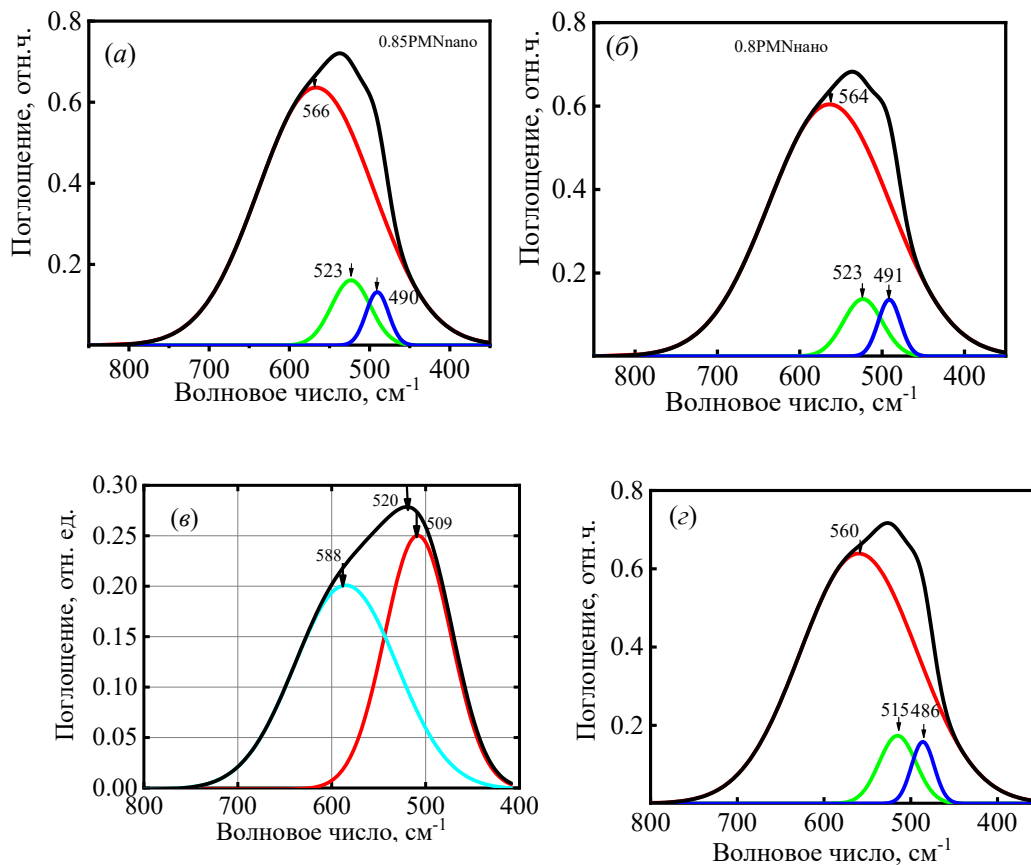 (а)
0.85PMNnano
Поглощение, отн.ч.
0.8
0.6
0.4
0.2
566
523
490
800 700 600 500 400
Волновое число, см-1
(б)
0.8PMNнано
Поглощение, отн.ч.
0.8
0.6
0.4
0.2
564
523
491
800 700 600 500 400
Волновое число, см-1
(в)
Поглощение, отн. ед.
0.30
0.25
0.20
0.15
0.10
0.05
0.00
520
509
588
800 700 600 500 400
Волновое число, см-1
(г)
Поглощение, отн.ч.
0.8
0.6
0.4
0.2
560
515 486
800 700 600 500 400
Волновое число, см-1